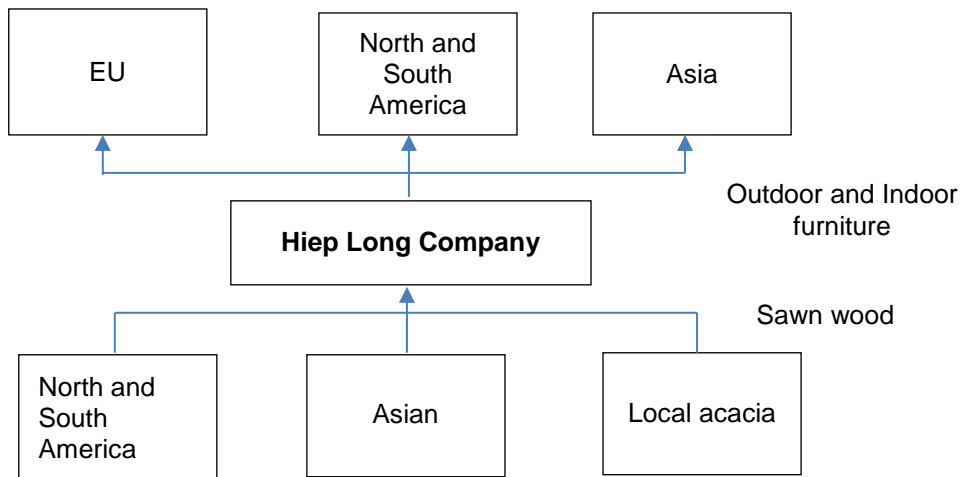 EU
North and
South
America
Asia
Outdoor and Indoor
furniture
Hiep Long Company
Sawn wood
North and
South
America
Asian
Local acacia